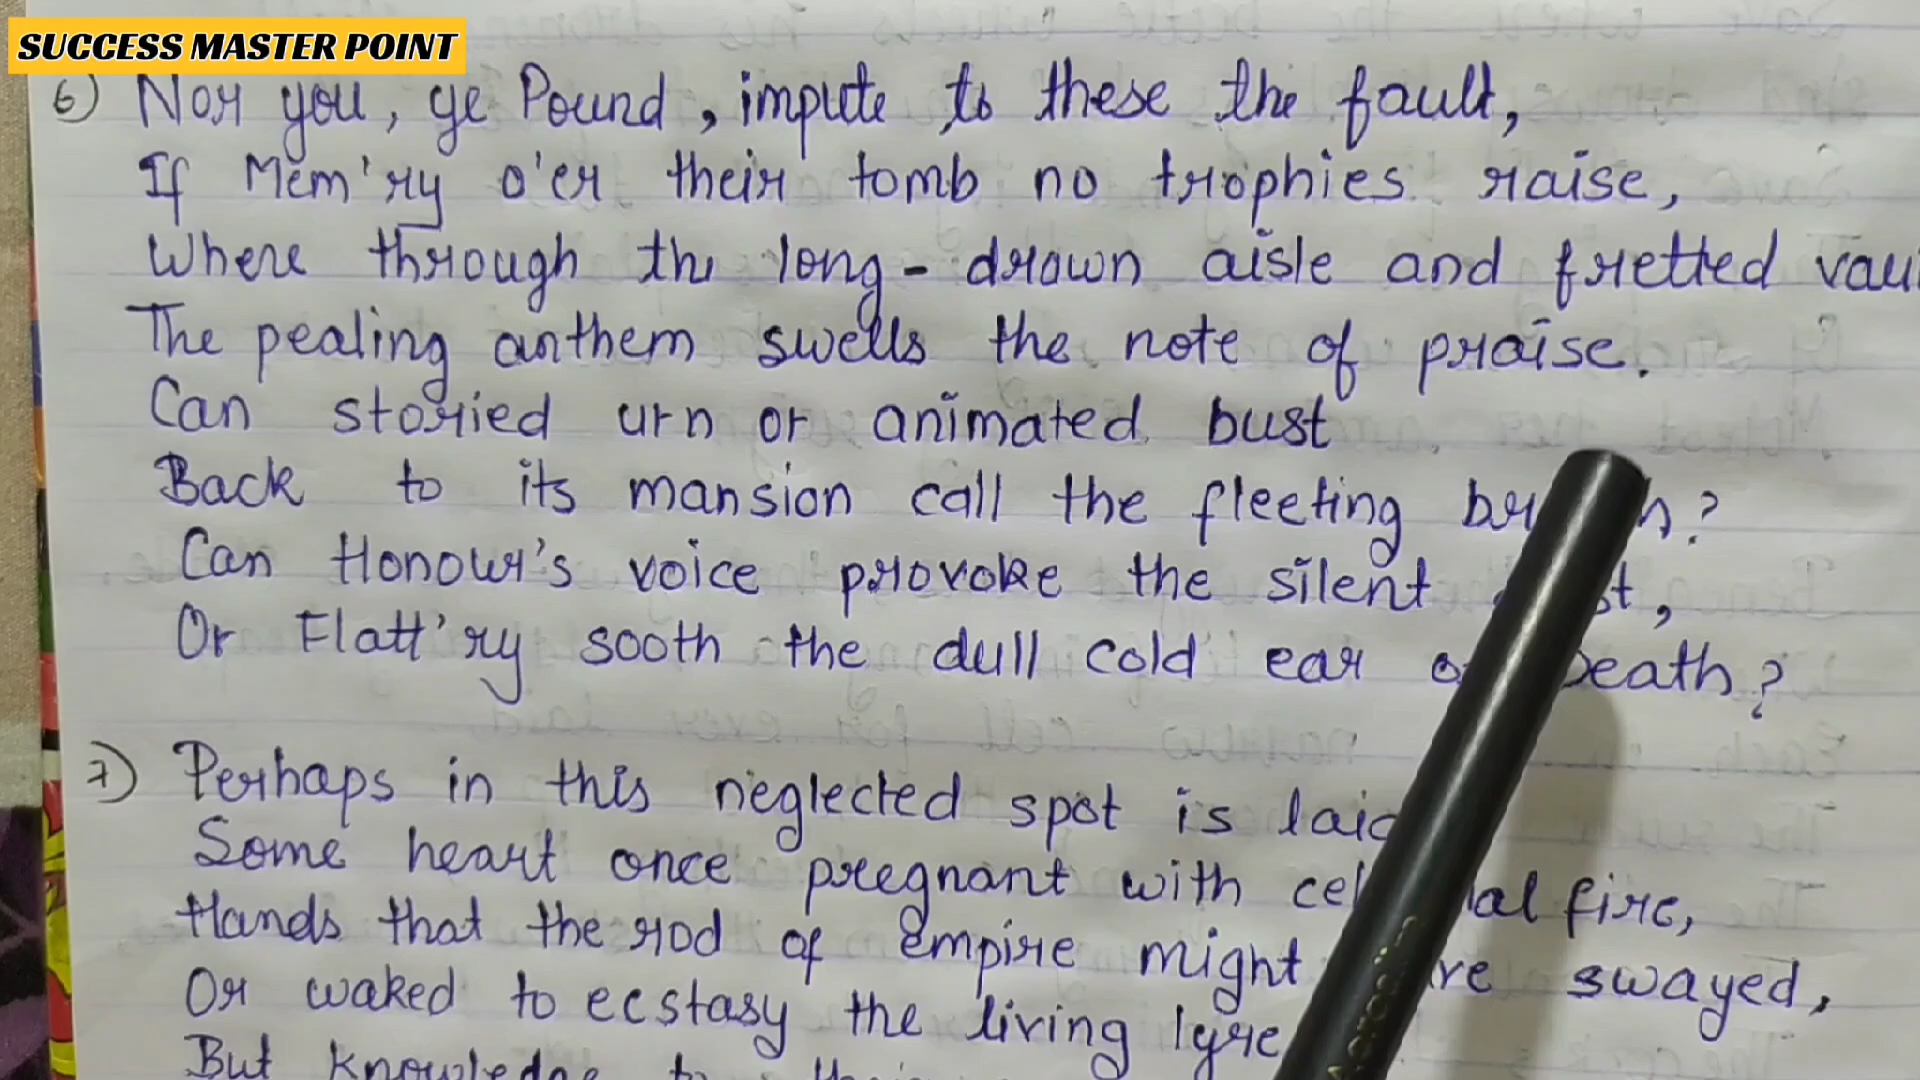 SUCCESS MASTER POINT
6) Nor you, ye Pound, impute to these the fault,
If Mem'ry o'er their tomb no trophies raise,
Where through the long-drawn aisle and fretted
The pealing anthem swells the note of praise.
Can storied urn or animated bust
Back to its mansion call the fleeting
Can Honour's voice provoke the silent
Or Flatt'ry sooth the dull cold ear Death?
7) Perhaps in this neglected spot is
Some heart once pregnant with fire,
Hands that the rod of empire might swayed,
Or waked to ecstasy the living lyre
But